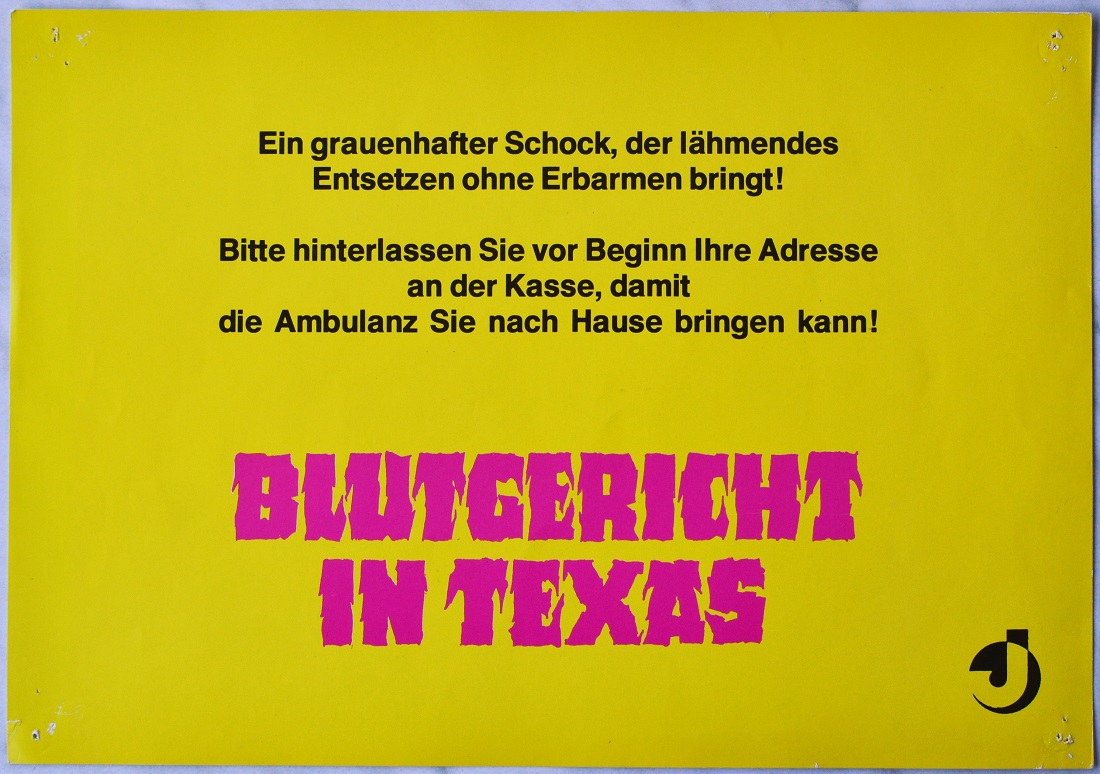 Ein grauenhafter Schock, der lähmendes
Entsetzen ohne Erbarmen bringt!
Bitte hinterlassen Sie vor Beginn Ihre Adresse
an der Kasse, damit
die Ambulanz Sie nach Hause bringen kann!
BLUTGERICHT
IN TEXAS
J